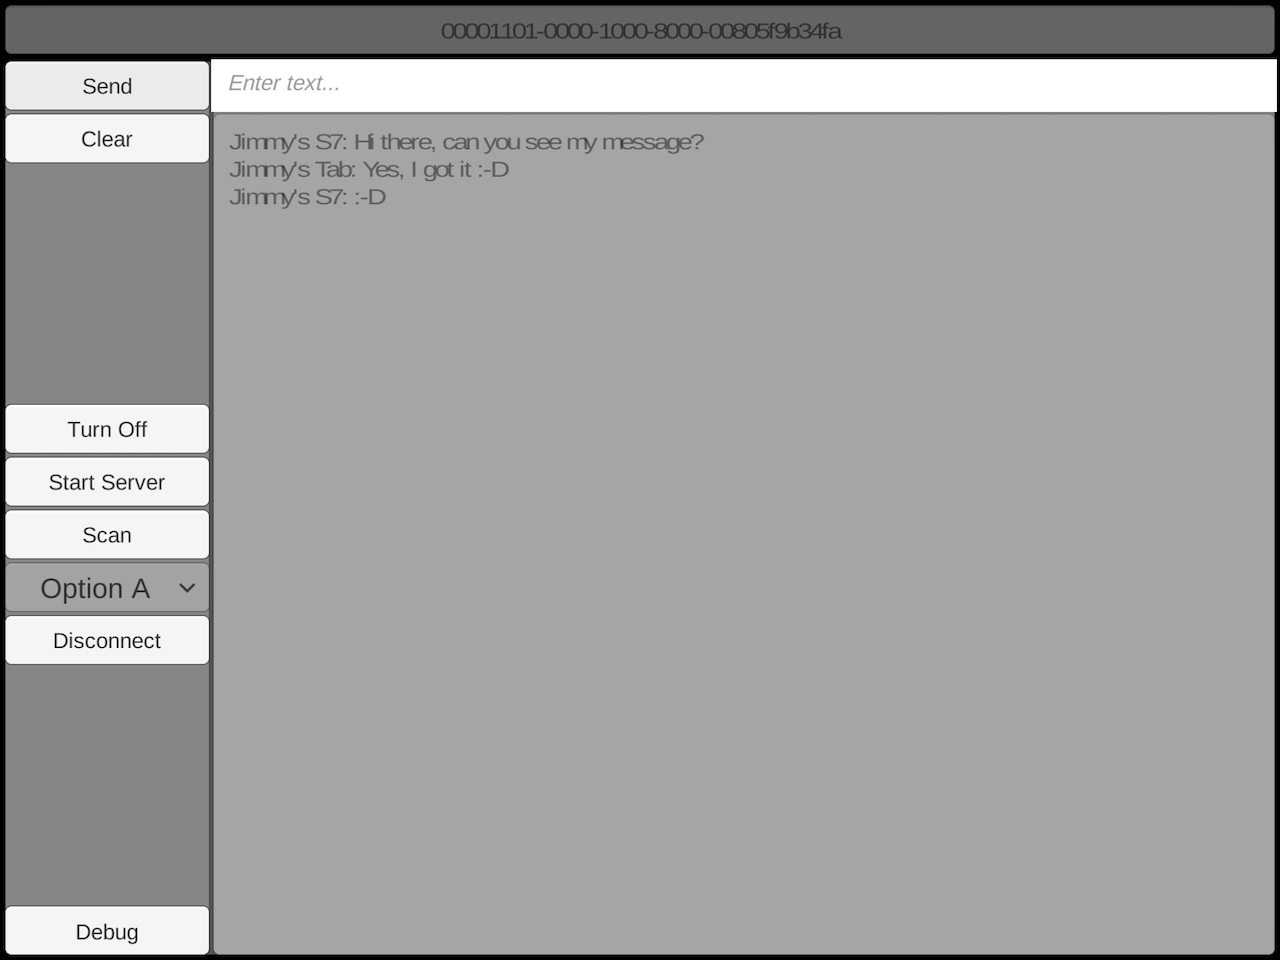 00001101-0000-1000-8000-00805f9b34fa
Send
Enter text...
Clear
Jimmy's S7: Hi there, can you see my message?
Jimmy's Tab: Yes, I got it :-D
Jimmy's S7: :-D
Turn Off
Start Server
Scan
Option A
Disconnect
Debug